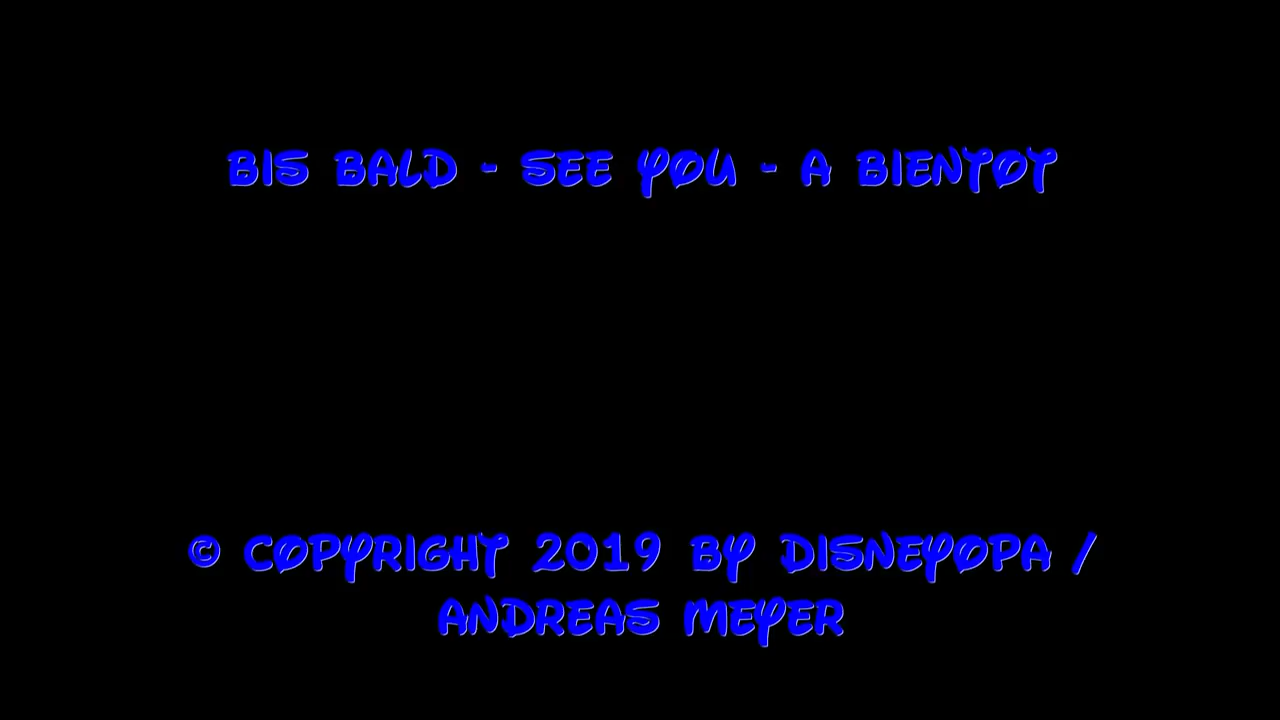 BIS BALD - SEE YOU - A BIENTOT
© COPYRIGHT 2019 BY DISNEYOPA /
ANDREAS MEYER